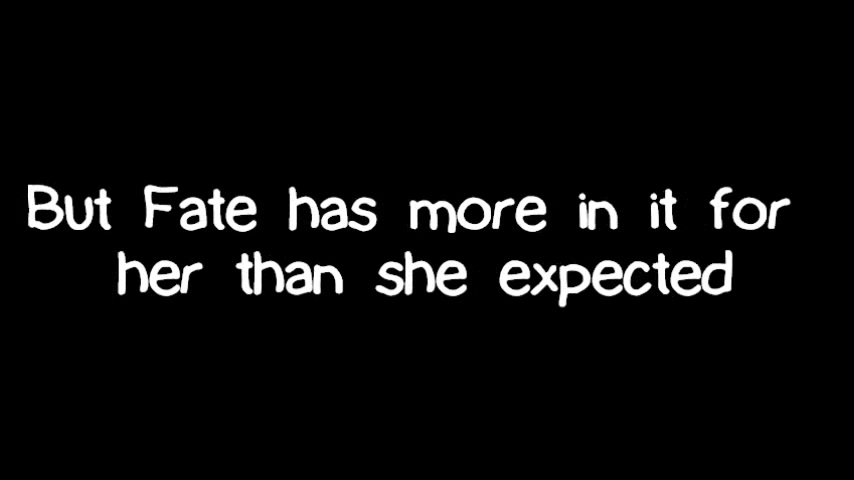 But Fate has more in it for
her than she expected